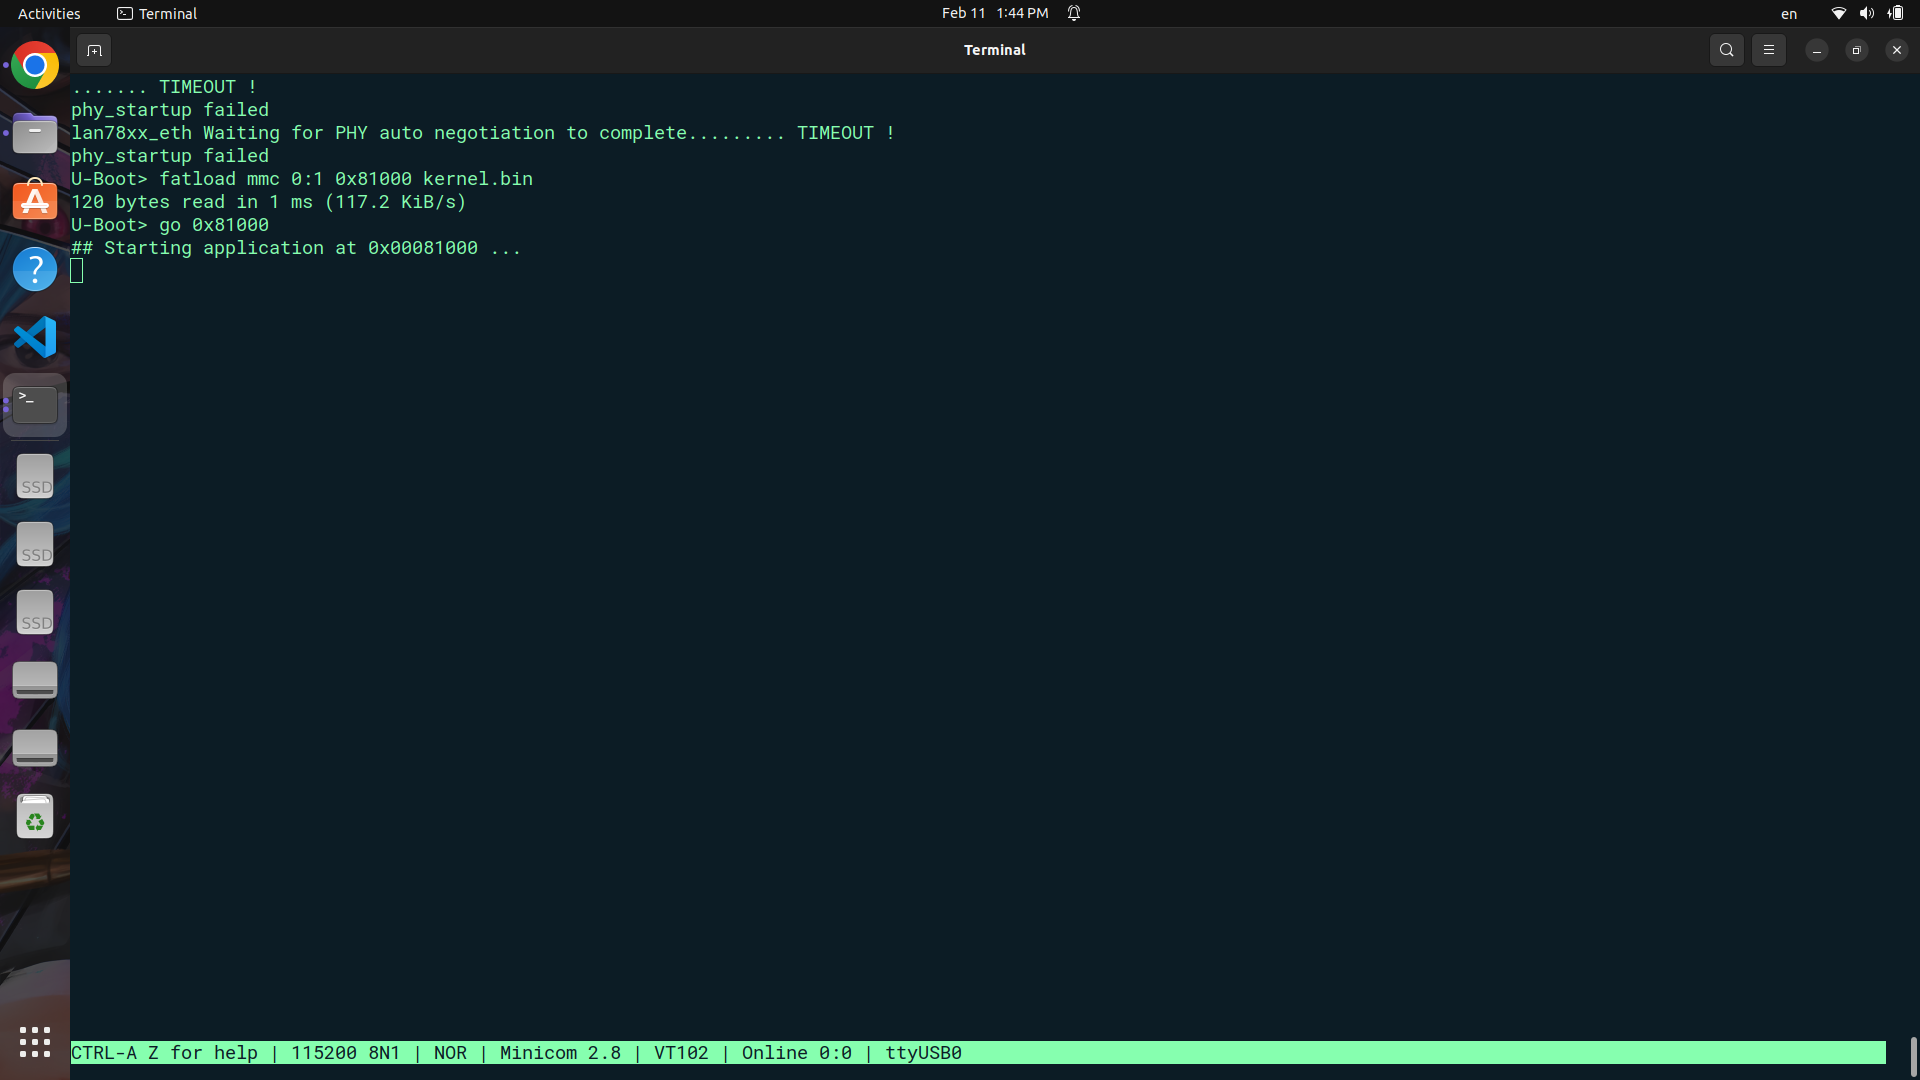 Activities
Terminal
Feb 11 1:44 PM
en
Terminal
....... TIMEOUT !
phy_startup failed
lan78xx_eth Waiting for PHY auto negotiation to complete......... TIMEOUT !
phy_startup failed
U-Boot> fatload mmc 0:1 0x81000 kernel.bin
120 bytes read in 1 ms (117.2 KiB/s)
U-Boot> go 0x81000
## Starting application at 0x00081000 ...
>_
SSD
SSD
SSD
CTRL-A Z for help | 115200 8N1 | NOR | Minicom 2.8 | VT102 | Online 0:0 | ttyUSB0